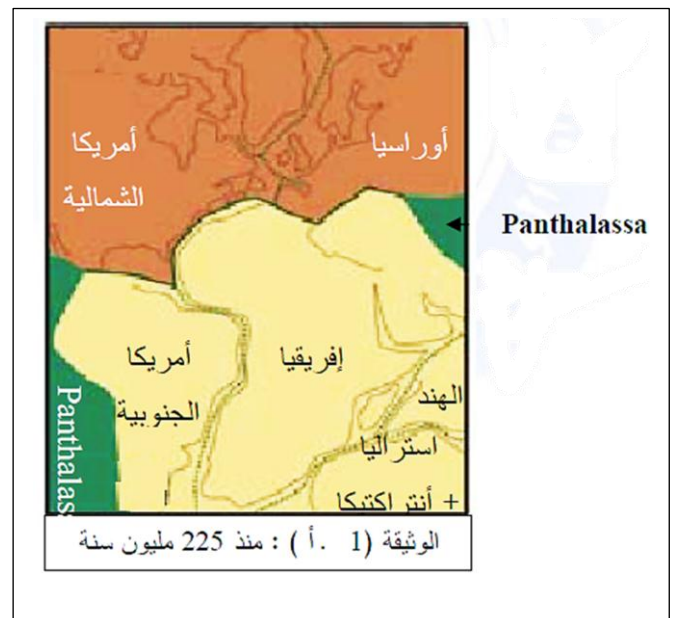 أمريكا
الشمالية
أوراسيا
Panthalassa
أمريكا
الجنوبية
إفريقيا
الهند
استراليا
+ أنتراكتيكا
Panthalass
الوثيقة (1 . أ ) : منذ 225 مليون سنة